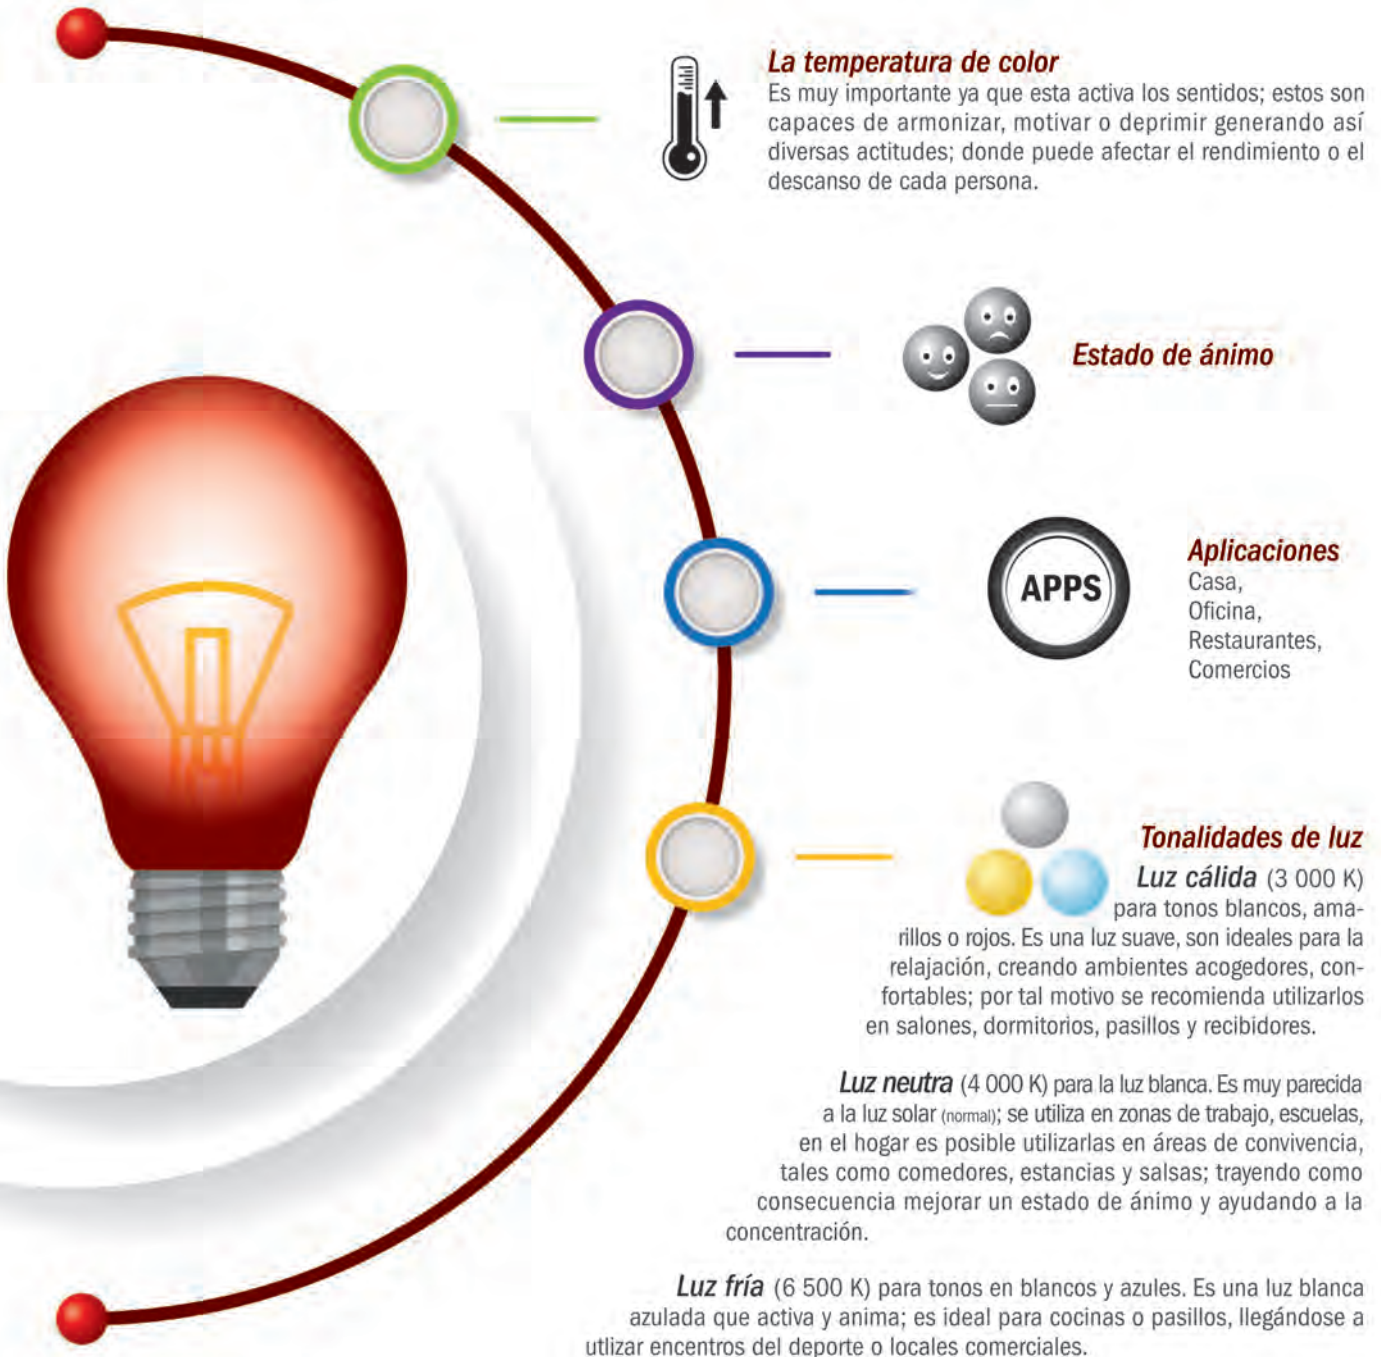 La temperatura de color
Es muy importante ya que esta activa los sentidos; estos son
capaces de armonizar, motivar o deprimir generando así
diversas actitudes; donde puede afectar el rendimiento o el
descanso de cada persona.
Estado de ánimo
APPS
Aplicaciones
Casa,
Oficina,
Restaurantes,
Comercios
Tonalidades de luz
Luz cálida (3 000 K)
para tonos blancos, ama-
rillos o rojos. Es una luz suave, son ideales para la
relajación, creando ambientes acogedores, con-
fortables; por tal motivo se recomienda utilizarlos
en salones, dormitorios, pasillos y recibidores.
Luz neutra (4 000 K) para la luz blanca. Es muy parecida
a la luz solar (normal); se utiliza en zonas de trabajo, escuelas,
en el hogar es posible utilizarlas en áreas de convivencia,
tales como comedores, estancias y salsas; trayendo como
consecuencia mejorar un estado de ánimo y ayudando a la
concentración.
Luz fría (6 500 K) para tonos en blancos y azules. Es una luz blanca
azulada que activa y anima; es ideal para cocinas o pasillos, llegándose a
utlizar encentros del deporte o locales comerciales.